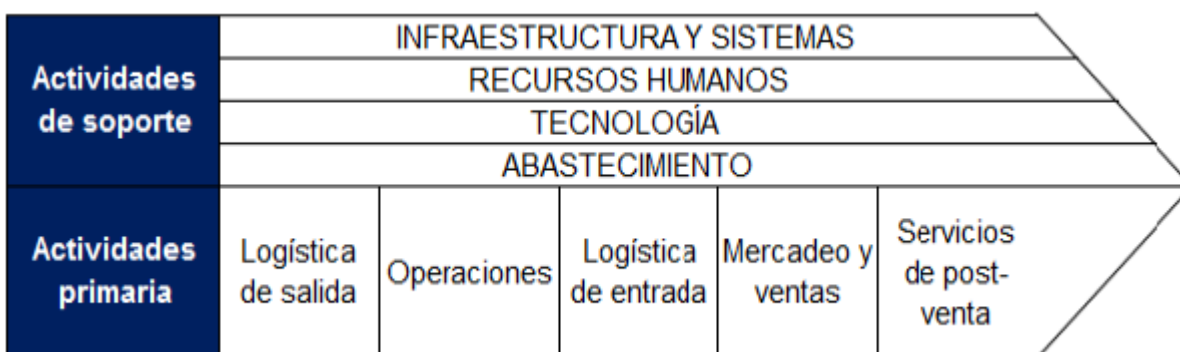 Actividades
de soporte
INFRAESTRUCTURA Y SISTEMAS
RECURSOS HUMANOS
TECNOLOGÍA
ABASTECIMIENTO
Actividades
primaria
Logística
de salida
Operaciones
Logística
de entrada
Mercadeo y
ventas
Servicios
de post-
venta